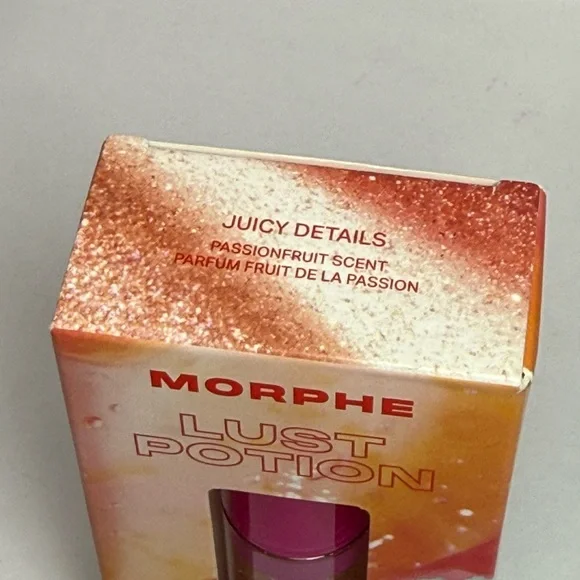 JUICY DETAILS
PASSIONFRUIT SCENT
PARFUM FRUIT DE LA PASSION
MORPHE
LUST
POTION